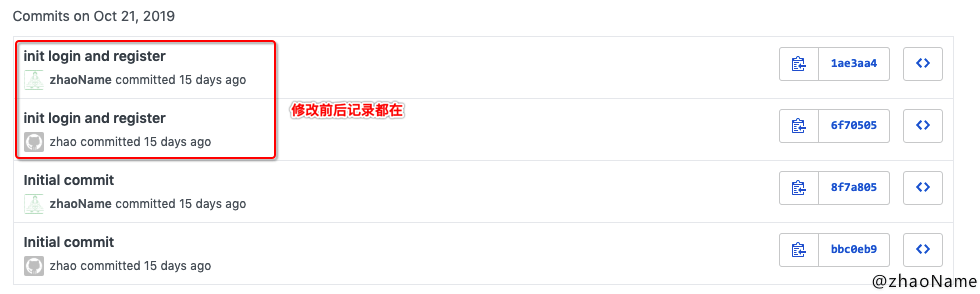 Commits on Oct 21, 2019
init login and register
zhaoName committed 15 days ago
1ae3aa4
修改前后记录都在
init login and register
zhao committed 15 days ago
6f70505
Initial commit
zhaoName committed 15 days ago
8f7a805
Initial commit
zhao committed 15 days ago
bbc0eb9
@zhaoName